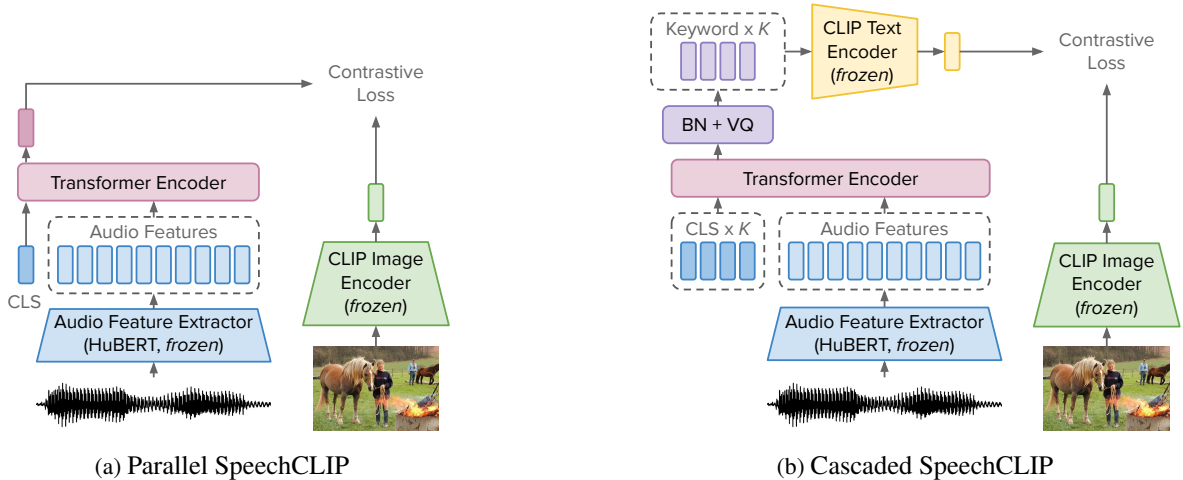 Contrastive
Loss
Transformer Encoder
Audio Features
CLS
Audio Feature Extractor
(HuBERT, frozen)
CLIP Image
Encoder
(frozen)
(a) Parallel SpeechCLIP
Keyword x K
CLIP Text
Encoder
(frozen)
Contrastive
Loss
BN + VQ
Transformer Encoder
CLS x K
Audio Features
Audio Feature Extractor
(HuBERT, frozen)
CLIP Image
Encoder
(frozen)
(b) Cascaded SpeechCLIP